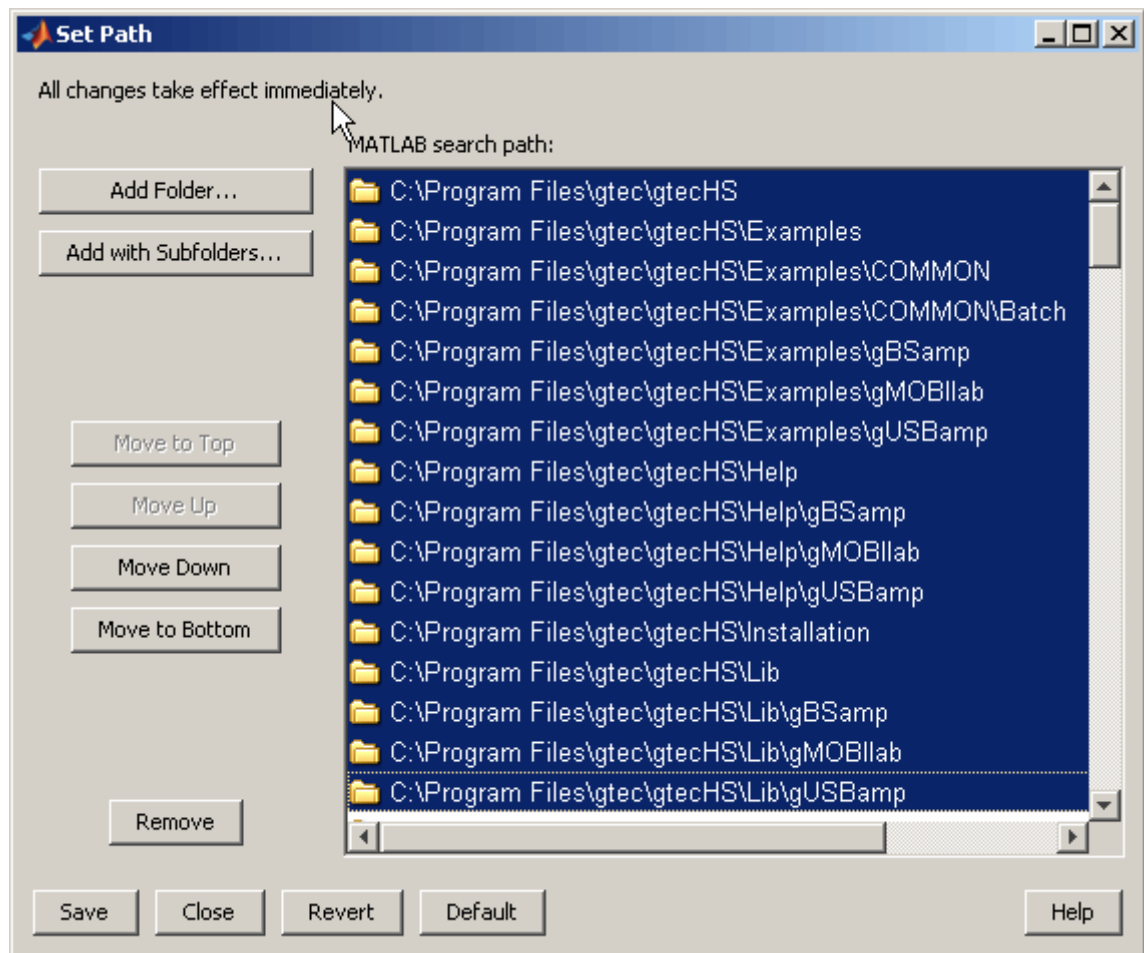 Set Path
All changes take effect immediately.
MATLAB search path:
Add Folder...
Add with Subfolders...
Move to Top
Move Up
Move Down
Move to Bottom
Remove
C:\Program Files\gtec\gtecHS
C:\Program Files\gtec\gtecHS\Examples
C:\Program Files\gtec\gtecHS\Examples\COMMON
C:\Program Files\gtec\gtecHS\Examples\COMMON\Batch
C:\Program Files\gtec\gtecHS\Examples\gBSamp
C:\Program Files\gtec\gtecHS\Examples\gMOBIlab
C:\Program Files\gtec\gtecHS\Examples\gUSBamp
C:\Program Files\gtec\gtecHS\Help
C:\Program Files\gtec\gtecHS\Help\gBSamp
C:\Program Files\gtec\gtecHS\Help\gMOBIlab
C:\Program Files\gtec\gtecHS\Help\gUSBamp
C:\Program Files\gtec\gtecHS\Installation
C:\Program Files\gtec\gtecHS\Lib
C:\Program Files\gtec\gtecHS\Lib\gBSamp
C:\Program Files\gtec\gtecHS\Lib\gMOBIlab
C:\Program Files\gtec\gtecHS\Lib\gUSBamp
Save
Close
Revert
Default
Help